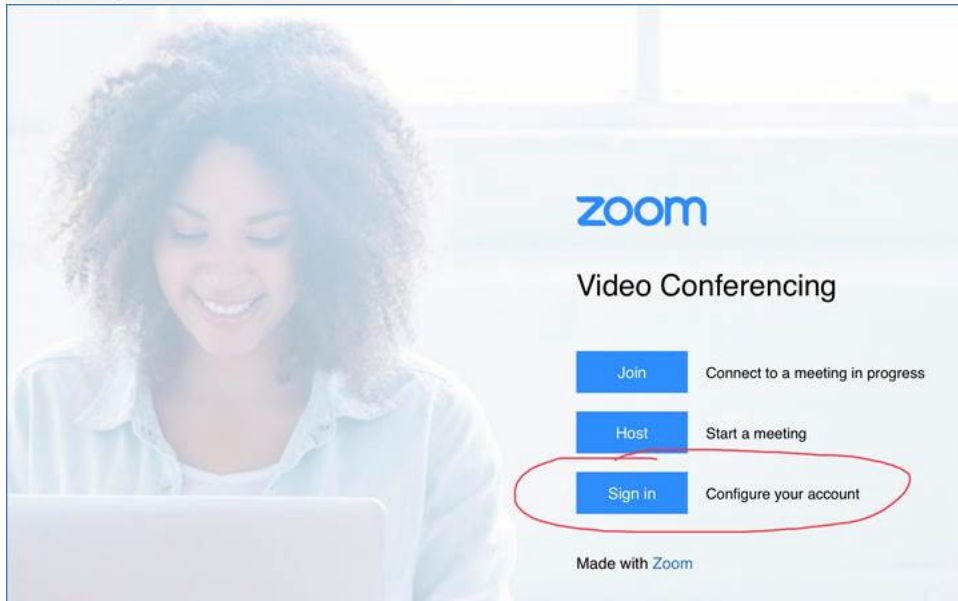 zoom
Video Conferencing
Join Connect to a meeting in progress
Host Start a meeting
Sign in Configure your account
Made with Zoom